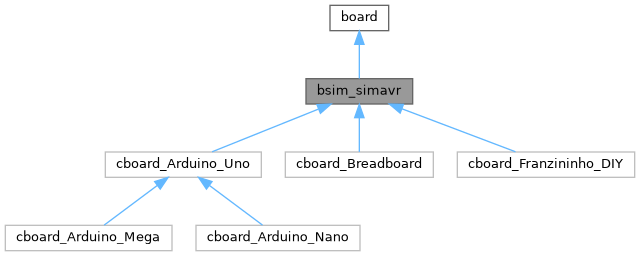 board
bsim_simavr
cboard_Arduino_Uno
cboard_Breadboard
cboard_Franzininho_DIY
cboard_Arduino_Mega
cboard_Arduino_Nano